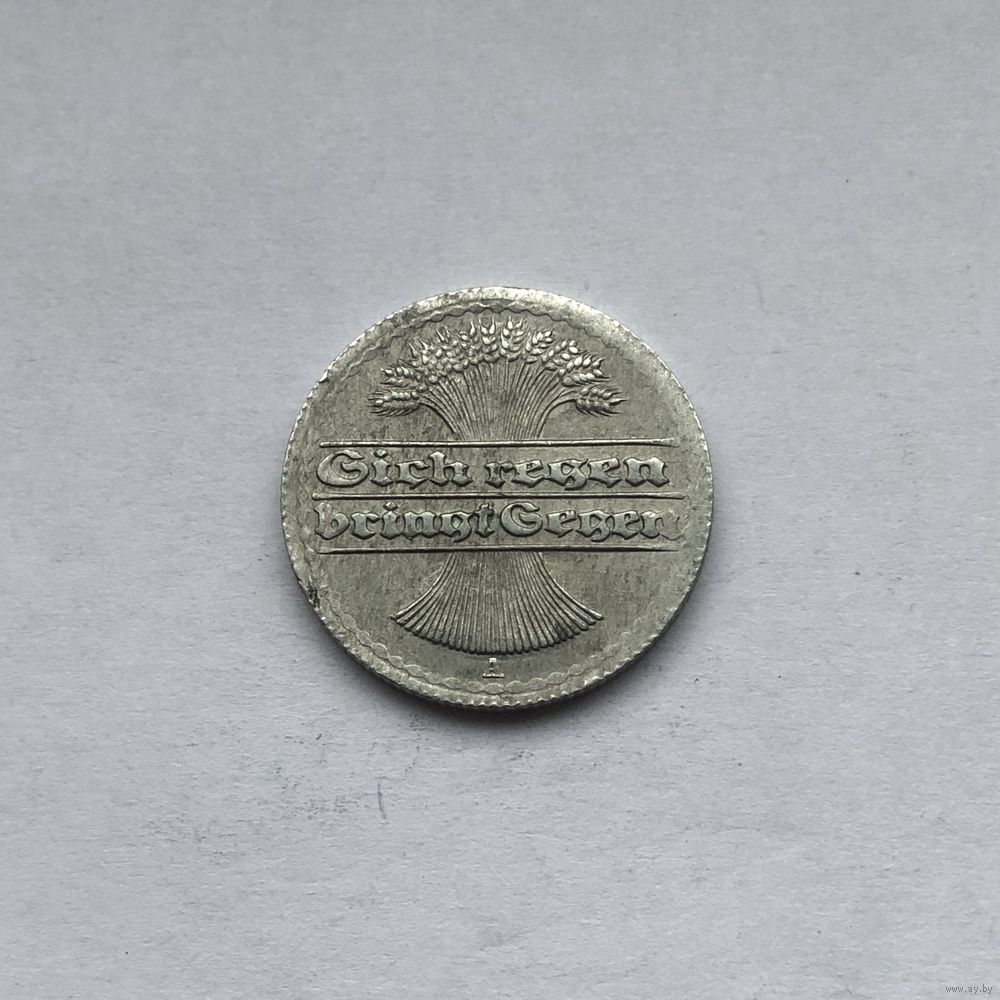 Sich regen
bringt Segen
A
www.ay.by